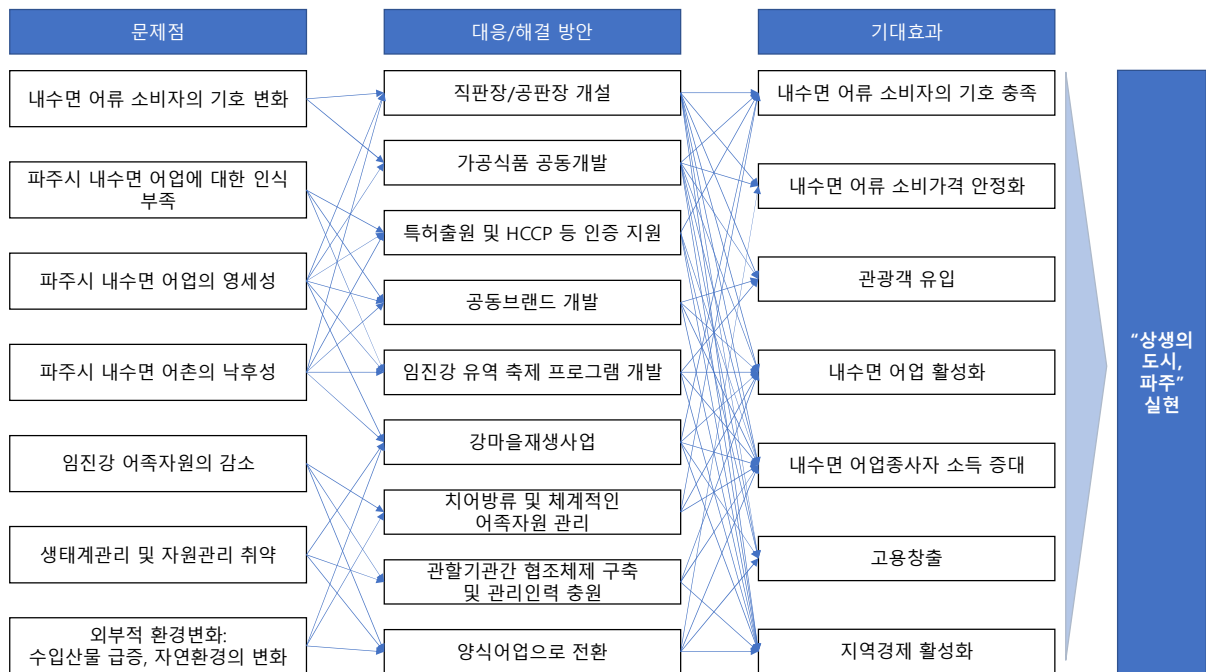 문제점
대응/해결 방안
기대효과
내수면 어류 소비자의 기호 변화
파주시 내수면 어업에 대한 인식
부족
파주시 내수면 어업의 영세성
파주시 내수면 어촌의 낙후성
임진강 어족자원의 감소
생태계관리 및 자원관리 취약
외부적 환경변화:
수입산물 급증, 자연환경의 변화
직판장/공판장 개설
가공식품 공동개발
특허출원 및 HCCP 등 인증 지원
공동브랜드 개발
임진강 유역 축제 프로그램 개발
강마을재생사업
치어방류 및 체계적인
어족자원 관리
관할기관간 협조체제 구축
및 관리인력 충원
양식어업으로 전환
내수면 어류 소비자의 기호 충족
내수면 어류 소비가격 안정화
관광객 유입
내수면 어업 활성화
내수면 어업종사자 소득 증대
고용창출
지역경제 활성화
“상생의
도시,
파주”
실현